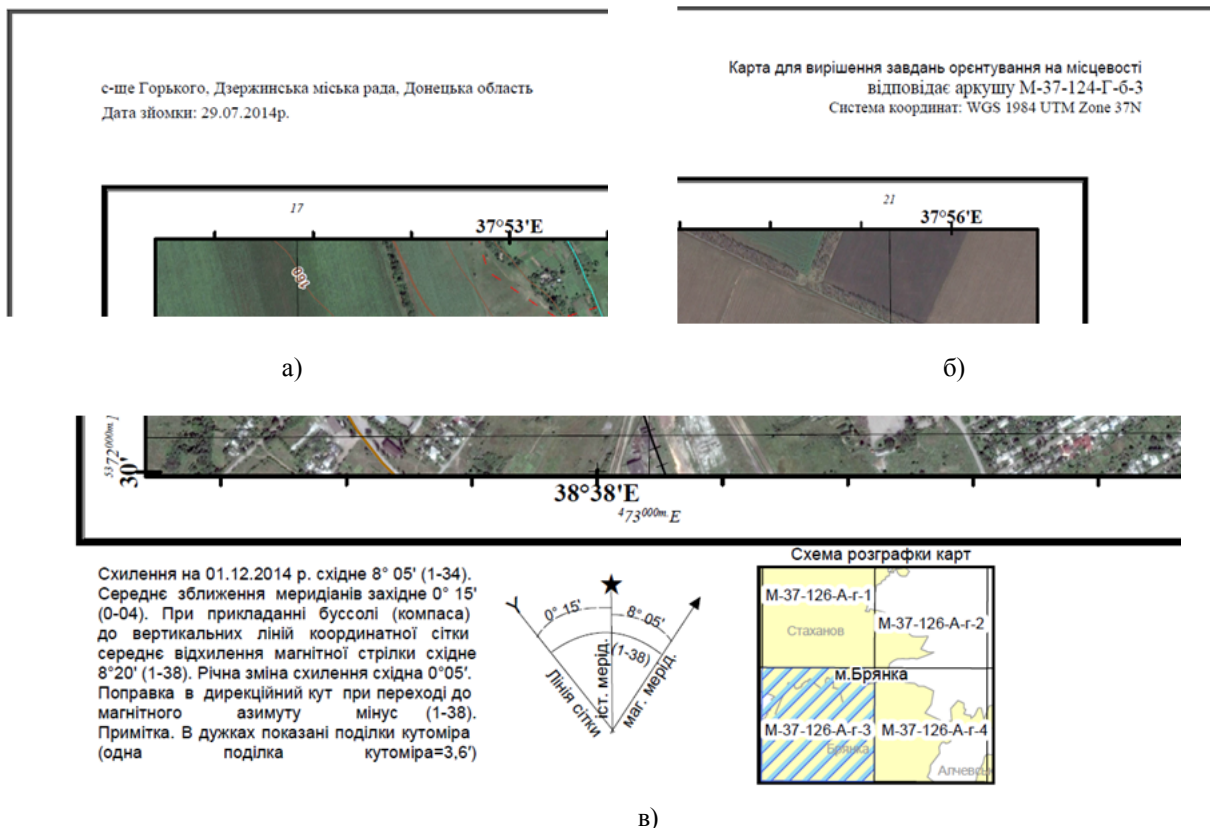 с-ще Горького, Дзержинська міська рада, Донецька область
Дата зйомки: 29.07.2014р.
17
37°53'E
169
а)
Карта для вирішення завдань орєнтування на місцевості
відповідає аркушу М-37-124-Г-б-3
Система координат: WGS 1984 UTM Zone 37N
21
37°56'E
б)
5372000m.
30'
38°38'E
473000m. E
Схилення на 01.12.2014 р. східне 8° 05' (1-34).
Середнє зближення меридіанів західне 0° 15'
(0-04). При прикладанні буссолі (компаса)
до вертикальних ліній координатної сітки
середнє відхилення магнітної стрілки східне
8°20' (1-38). Річна зміна схилення східна 0°05′.
Поправка в дирекційний кут при переході до
магнітного азимуту мінус (1-38).
Примітка. В дужках показані поділки кутоміра
(одна поділка кутоміра=3,6′)
0° 15'
8° 05'
(1-38)
Лінія сітки
іст. мерід.
маг. мерід.
Схема розграфки карт
М-37-126-А-г-1
Стаханов
М-37-126-А-г-2
м.Брянка
М-37-126-А-г-3
М-37-126-А-г-4
Брянка
Алчевськ
в)